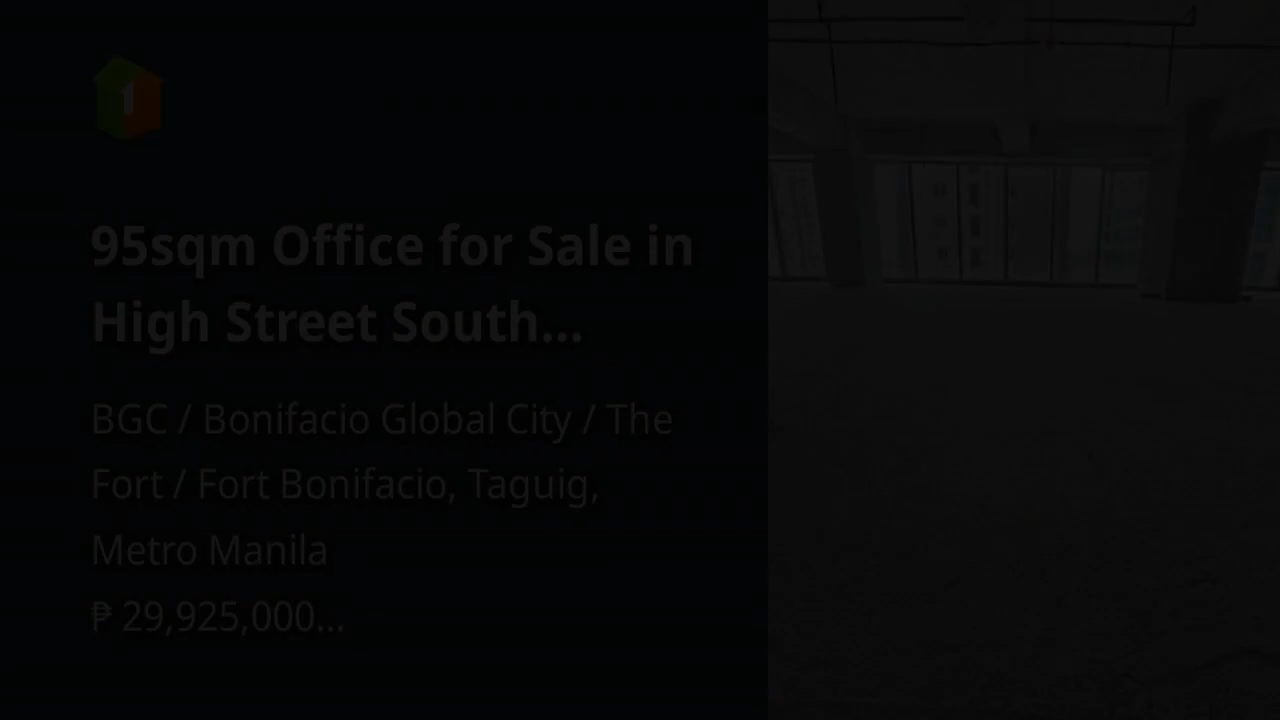 1
95sqm Office for Sale in
High Street South...
BGC / Bonifacio Global City / The
Fort / Fort Bonifacio, Taguig,
Metro Manila
₱ 29,925,000...